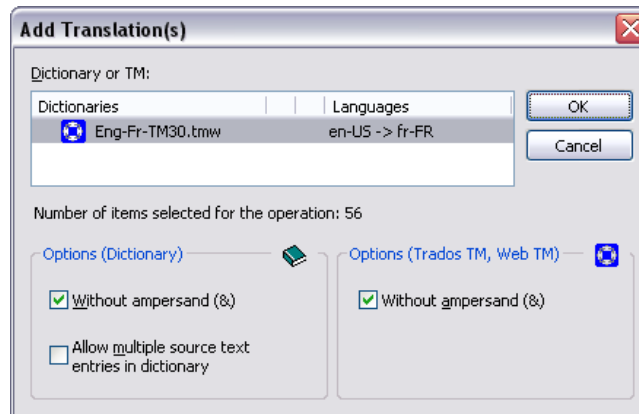 Add Translation(s)
Dictionary or TM:
Dictionaries Languages
Eng-Fr-TM30.tmw en-US -> fr-FR
OK
Cancel
Number of items selected for the operation: 56
Options (Dictionary)
Without ampersand (&)
Allow multiple source text
entries in dictionary
Options (Trados TM, Web TM)
Without ampersand (&)